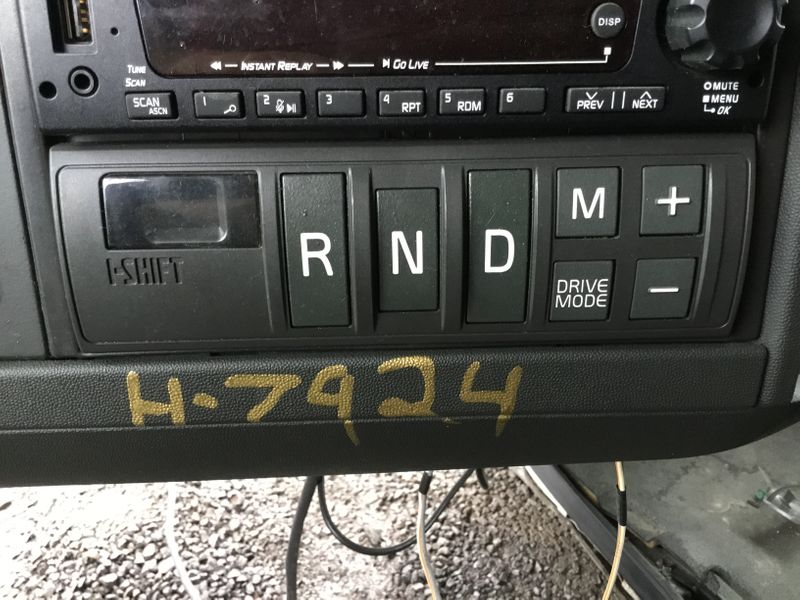 DISP
INSTANT REPLAY
GO LIVE
TUNE
SCAN
SCAN
ASCN
1
2
3
4 RPT
5 RDM
6
PREV
NEXT
MUTE
MENU
OK
I-SHIFT
R
N
D
M
+
DRIVE
MODE
−
H-7924